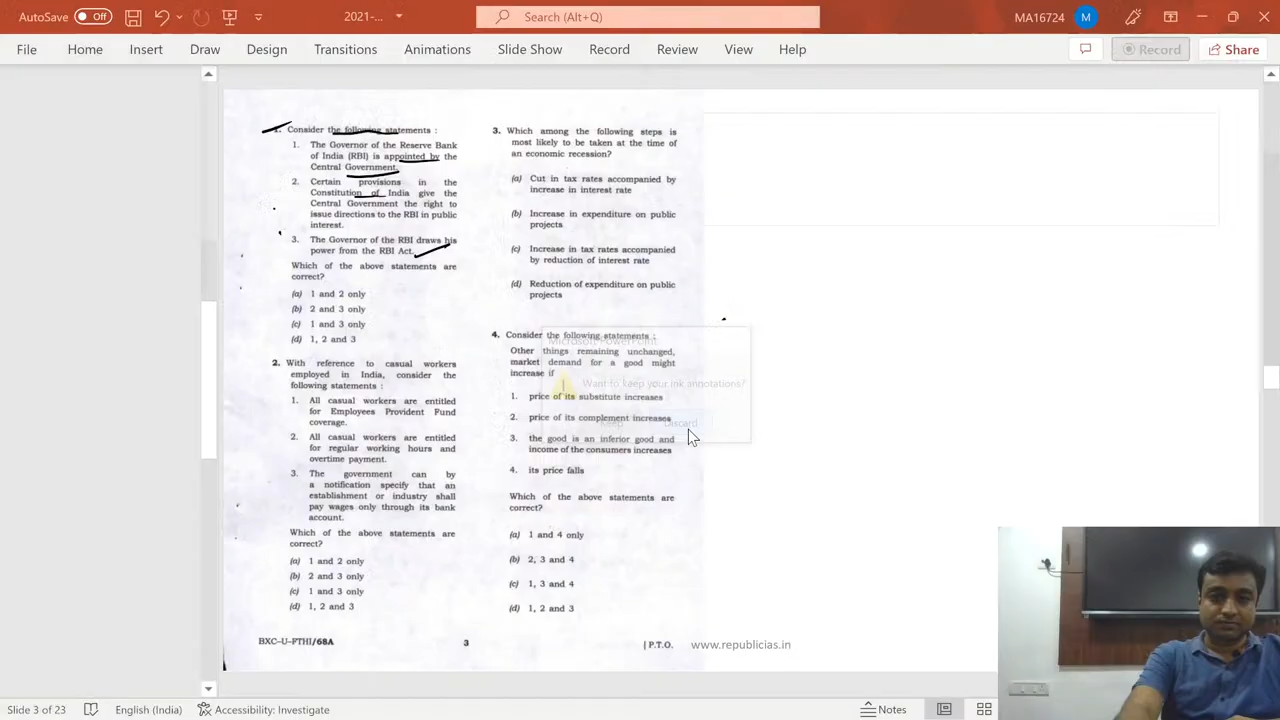 AutoSave Off 2021-... Search (Alt+Q) MA16724 M
File Home Insert Draw Design Transitions Animations Slide Show Record Review View Help Record Share
1. Consider the following statements :
1. The Governor of the Reserve Bank
of India (RBI) is appointed by the
Central Government.
2. Certain provisions in the
Constitution of India give the
Central Government the right to
issue directions to the RBI in public
interest.
3. The Governor of the RBI draws his
power from the RBI Act.
Which of the above statements are
correct?
(a) 1 and 2 only
(b) 2 and 3 only
(c) 1 and 3 only
(d) 1, 2 and 3
2. With reference to casual workers
employed in India, consider the
following statements :
1. All casual workers are entitled
for Employees Provident Fund
coverage.
2. All casual workers are entitled
for regular working hours and
overtime payment.
3. The government can by
a notification specify that an
establishment or industry shall
pay wages only through its bank
account.
Which of the above statements are
correct?
(a) 1 and 2 only
(b) 2 and 3 only
(c) 1 and 3 only
(d) 1, 2 and 3
3. Which among the following steps is
most likely to be taken at the time of
an economic recession?
(a) Cut in tax rates accompanied by
increase in interest rate
(b) Increase in expenditure on public
projects
(c) Increase in tax rates accompanied
by reduction of interest rate
(d) Reduction of expenditure on public
projects
4. Consider the following statements :
Other things remaining unchanged,
market demand for a good might
increase if
1. price of its substitute increases
2. price of its complement increases
3. the good is an inferior good and
income of the consumers increases
4. its price falls
Which of the above statements are
correct?
(a) 1 and 4 only
(b) 2, 3 and 4
(c) 1, 3 and 4
(d) 1, 2 and 3
Microsoft PowerPoint
Want to keep your ink annotations?
Keep Discard
BXC-U-FTHI/68A 3 [ P.T.O. www.republicias.in
Slide 3 of 23 English (India) Accessibility: Investigate Notes